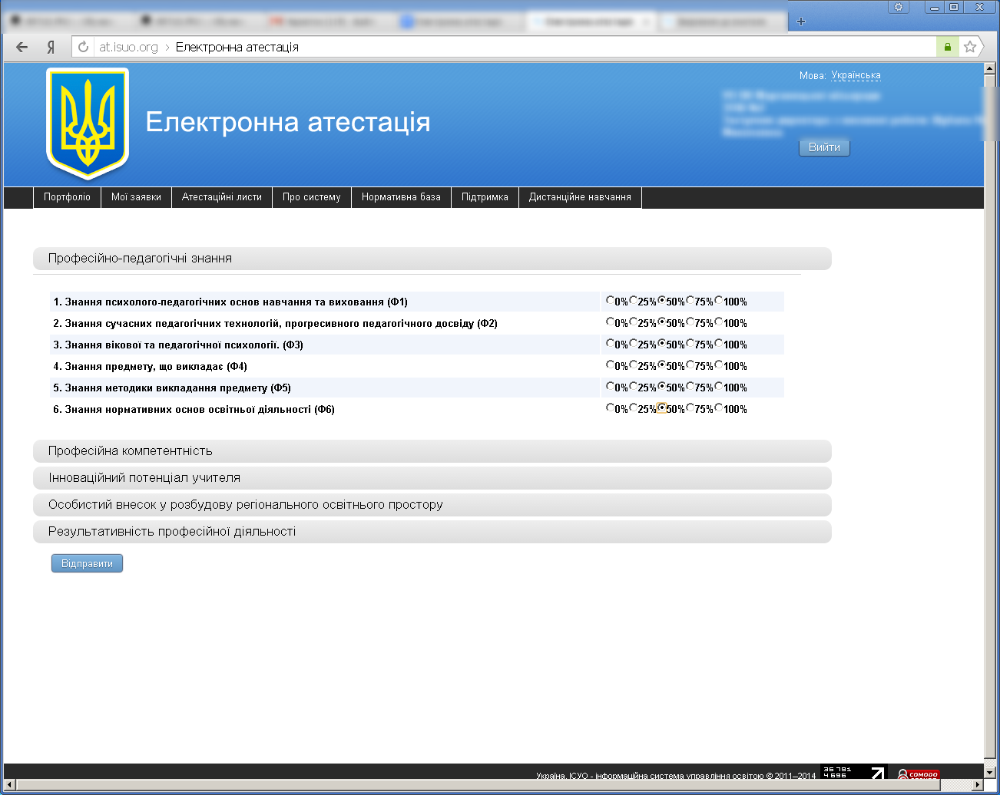 at.isuo.org › Електронна атестація
Мова: Українська
Електронна атестація
Вийти
Портфоліо Мої заявки Атестаційні листи Про систему Нормативна база Підтримка Дистанційне навчання
Професійно-педагогічні знання
1. Знання психолого-педагогічних основ навчання та виховання (Ф1) 0% 25% 50% 75% 100%
2. Знання сучасних педагогічних технологій, прогресивного педагогічного досвіду (Ф2) 0% 25% 50% 75% 100%
3. Знання вікової та педагогічної психології. (Ф3) 0% 25% 50% 75% 100%
4. Знання предмету, що викладає (Ф4) 0% 25% 50% 75% 100%
5. Знання методики викладання предмету (Ф5) 0% 25% 50% 75% 100%
6. Знання нормативних основ освітньої діяльності (Ф6) 0% 25% 50% 75% 100%
Професійна компетентність
Інноваційний потенціал учителя
Особистий внесок у розбудову регіонального освітнього простору
Результативність професійної діяльності
Відправити
Україна. ІСУО - інформаційна система управління освітою © 2011–2014
36 791
4 696
COMODO